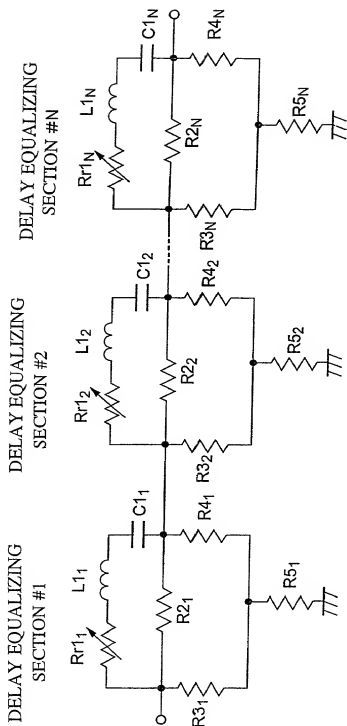 DELAY EQUALIZING
SECTION #1
Rr1₁
L1₁
C1₁
R2₁
R3₁
R4₁
R5₁
DELAY EQUALIZING
SECTION #2
Rr1₂
L1₂
C1₂
R2₂
R3₂
R4₂
R5₂
DELAY EQUALIZING
SECTION #N
Rr1N
L1N
C1N
R2N
R3N
R4N
R5N